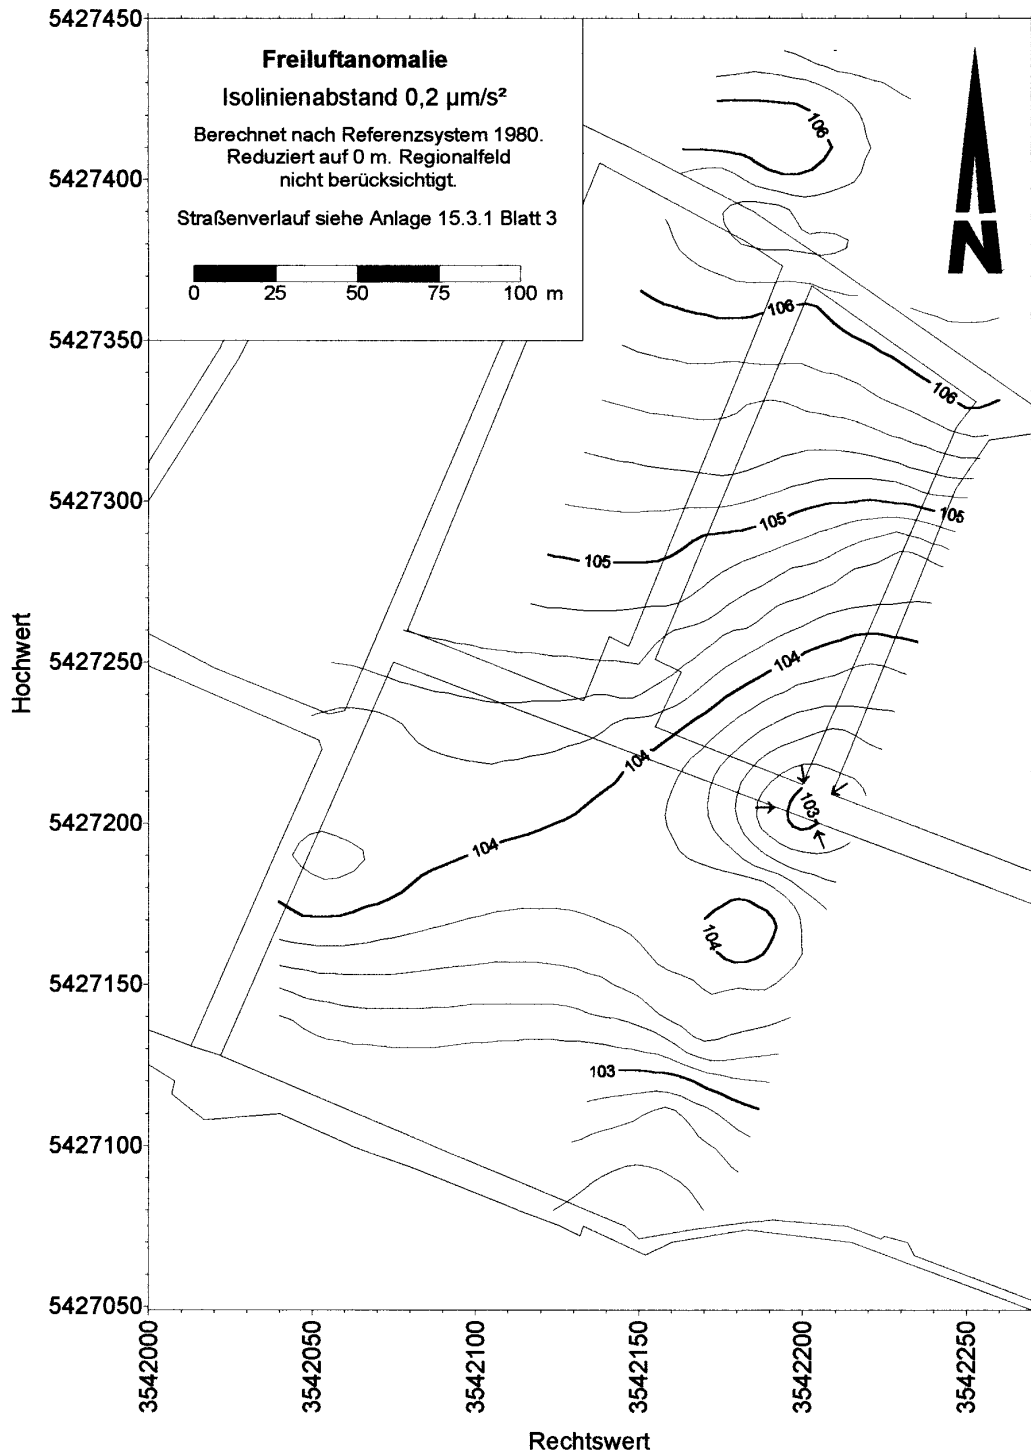 Freiluftanomalie
Isolinienabstand 0,2 µm/s²
Berechnet nach Referenzsystem 1980.
Reduziert auf 0 m. Regionalfeld
nicht berücksichtigt.
Straßenverlauf siehe Anlage 15.3.1 Blatt 3
0 25 50 75 100 m
N
5427450
5427400
5427350
5427300
5427250
5427200
5427150
5427100
5427050
Hochwert
106
106
106
105
105
105
104
104
104
103
104
103
3542000
3542050
3542100
3542150
3542200
3542250
Rechtswert